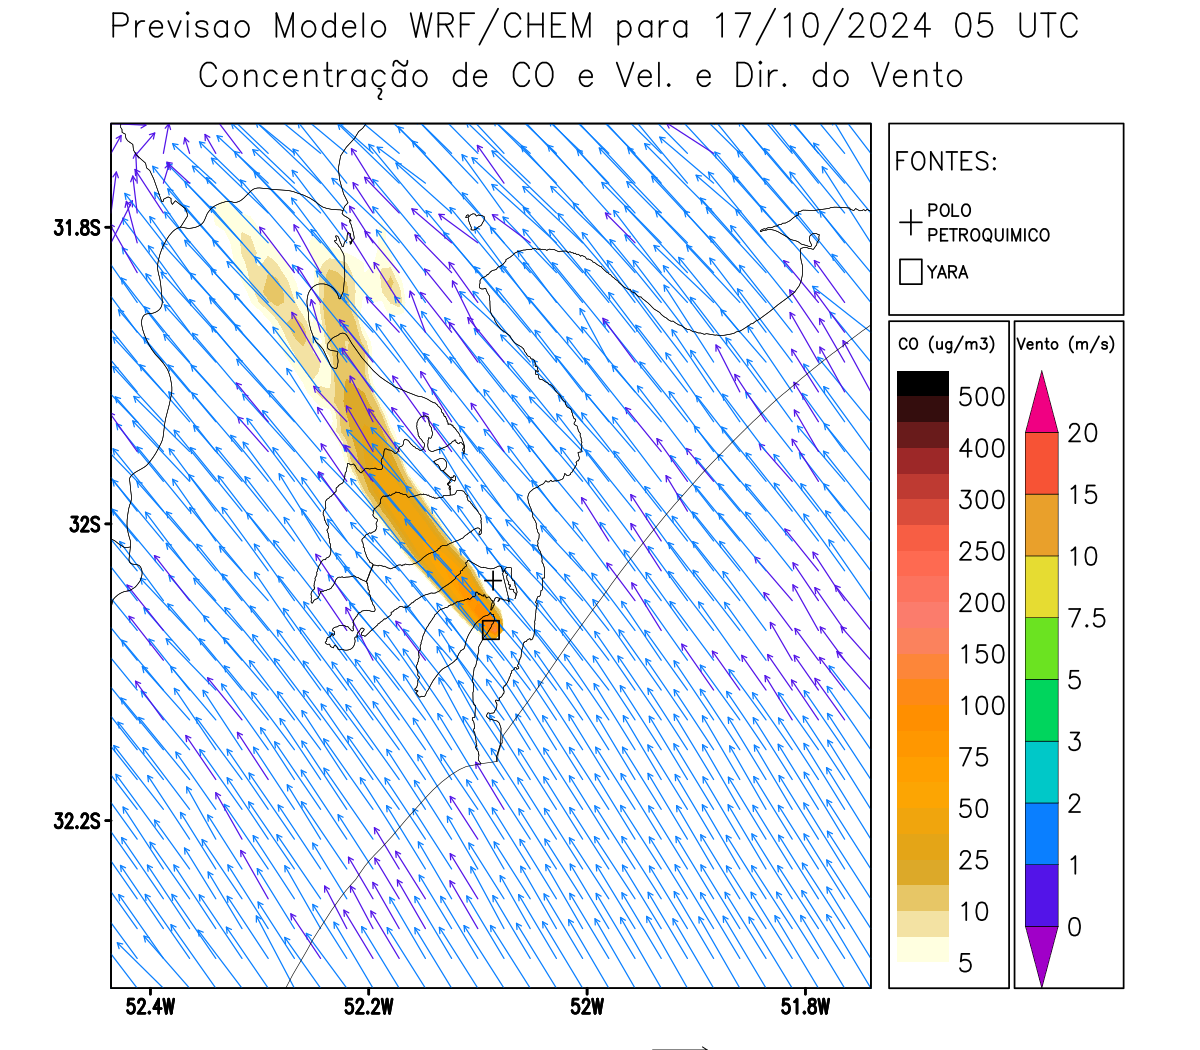 Previsao Modelo WRF/CHEM para 17/10/2024 05 UTC
Concentração de CO e Vel. e Dir. do Vento
FONTES:
POLO
PETROQUIMICO
YARA
CO (ug/m3)
500
400
300
250
200
150
100
75
50
25
10
5
Vento (m/s)
20
15
10
7.5
5
3
2
1
0
31.8S
32S
32.2S
52.4W
52.2W
52W
51.8W